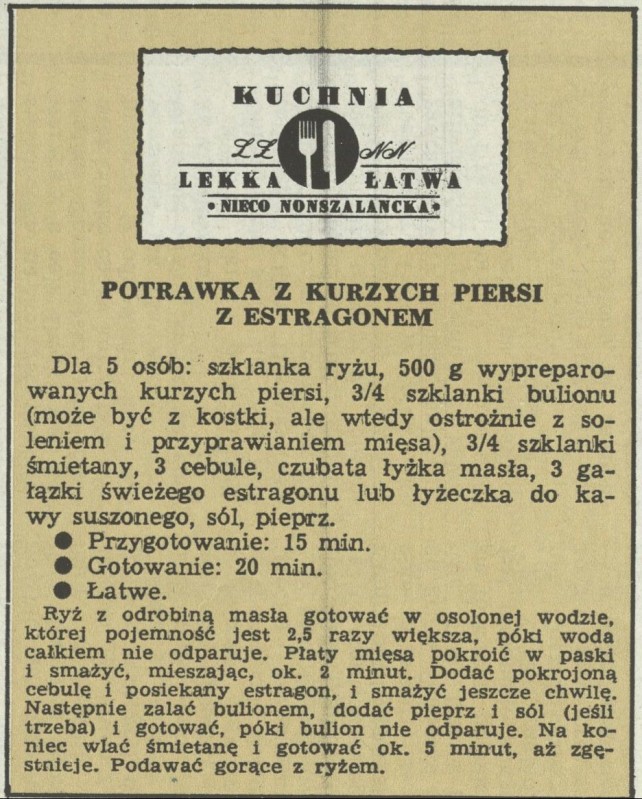 KUCHNIA
ŁŁ NN
LEKKA ŁATWA
• NIECO NONSZALANCKA •
POTRAWKA Z KURZYCH PIERSI
Z ESTRAGONEM
Dla 5 osób: szklanka ryżu, 500 g wypreparo-
wanych kurzych piersi, 3/4 szklanki bulionu
(może być z kostki, ale wtedy ostrożnie z so-
leniem i przyprawianiem mięsa), 3/4 szklanki
śmietany, 3 cebule, czubata łyżka masła, 3 ga-
łązki świeżego estragonu lub łyżeczka do ka-
wy suszonego, sól, pieprz.
● Przygotowanie: 15 min.
● Gotowanie: 20 min.
● Łatwe.
Ryż z odrobiną masła gotować w osolonej wodzie,
której pojemność jest 2,5 razy większa, póki woda
całkiem nie odparuje. Płaty mięsa pokroić w paski
i smażyć, mieszając, ok. 2 minut. Dodać pokrojoną
cebulę i posiekany estragon, i smażyć jeszcze chwilę.
Następnie zalać bulionem, dodać pieprz i sól (jeśli
trzeba) i gotować, póki bulion nie odparuje. Na ko-
niec wlać śmietanę i gotować ok. 5 minut, aż zgę-
stnieje. Podawać gorące z ryżem.